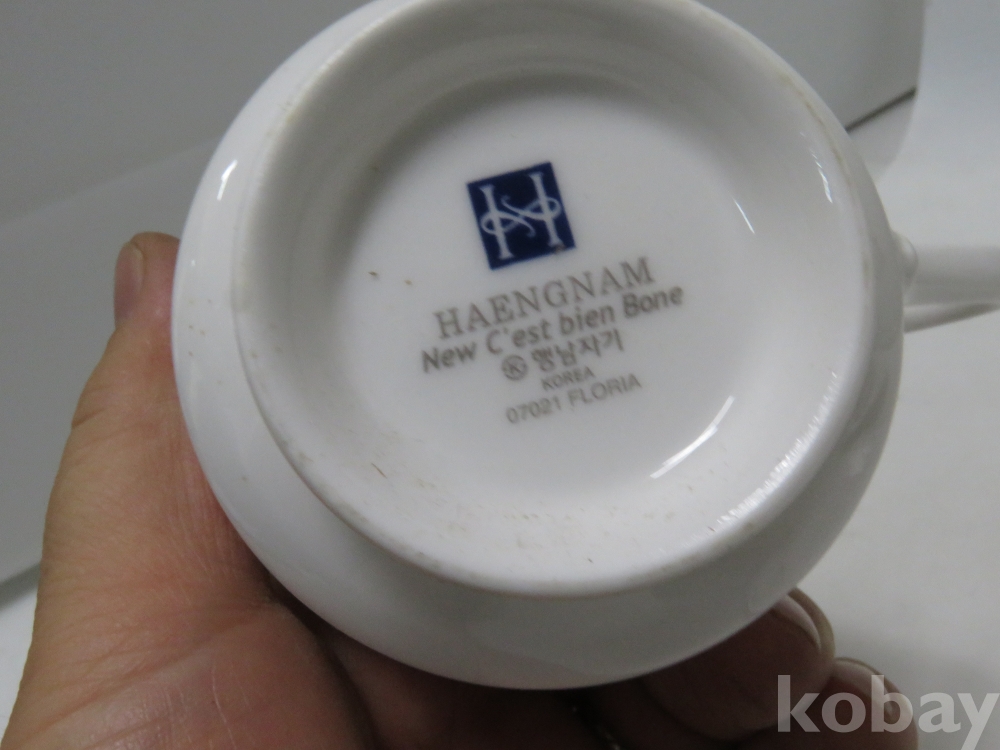 H
HAENGNAM
New C'est bien Bone
Ⓚ 행남자기
KOREA
07021 FLORIA
kobay